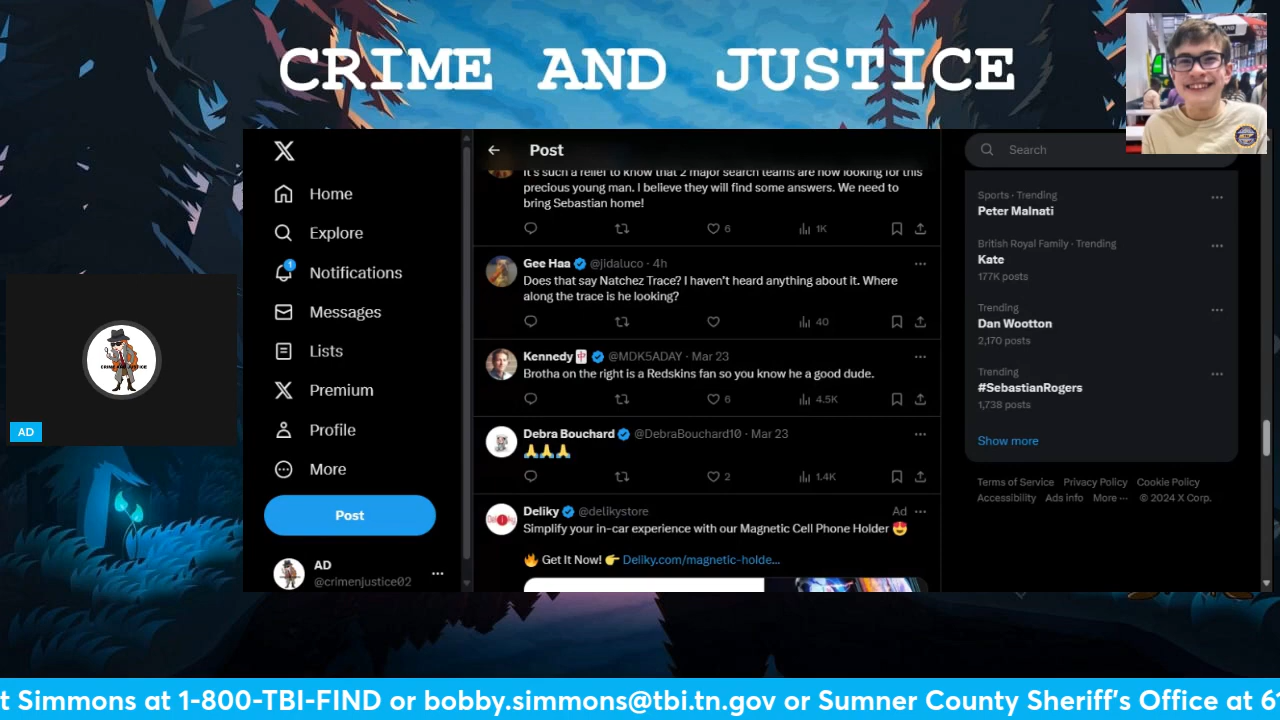 CRIME AND JUSTICE
Home
Explore
1
Notifications
Messages
Lists
Premium
Profile
More
Post
AD
@crimenjustice02
AD
CRIME AND JUSTICE
Post
It's such a relief to know that 2 major search teams are now looking for this
precious young man. I believe they will find some answers. We need to
bring Sebastian home!
6 1K
Gee Haa @jidaluco · 4h
Does that say Natchez Trace? I haven't heard anything about it. Where
along the trace is he looking?
40
Kennedy @MDK5ADAY · Mar 23
Brotha on the right is a Redskins fan so you know he a good dude.
6 4.5K
Debra Bouchard @DebraBouchard10 · Mar 23
🙏🙏🙏
2 1.4K
Deliky @delikystore Ad
Simplify your in-car experience with our Magnetic Cell Phone Holder 😍
🔥 Get It Now! 👉 Deilky.com/magnetic-holde...
Search
Sports · Trending
Peter Malnati
British Royal Family · Trending
Kate
177K posts
Trending
Dan Wootton
2,170 posts
Trending
#SebastianRogers
1,738 posts
Show more
Terms of Service Privacy Policy Cookie Policy
Accessibility Ads info More ··· © 2024 X Corp.
t Simmons at 1-800-TBI-FIND or bobby.simmons@tbi.tn.gov or Sumner County Sheriff's Office at 6